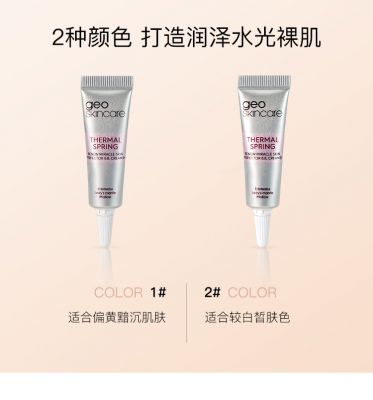 2种颜色 打造润泽水光裸肌
geo
skincare
THERMAL
SPRING
geo
skincare
THERMAL
SPRING
COLOR 1#
适合偏黄黯沉肌肤
2# COLOR
适合较白皙肤色